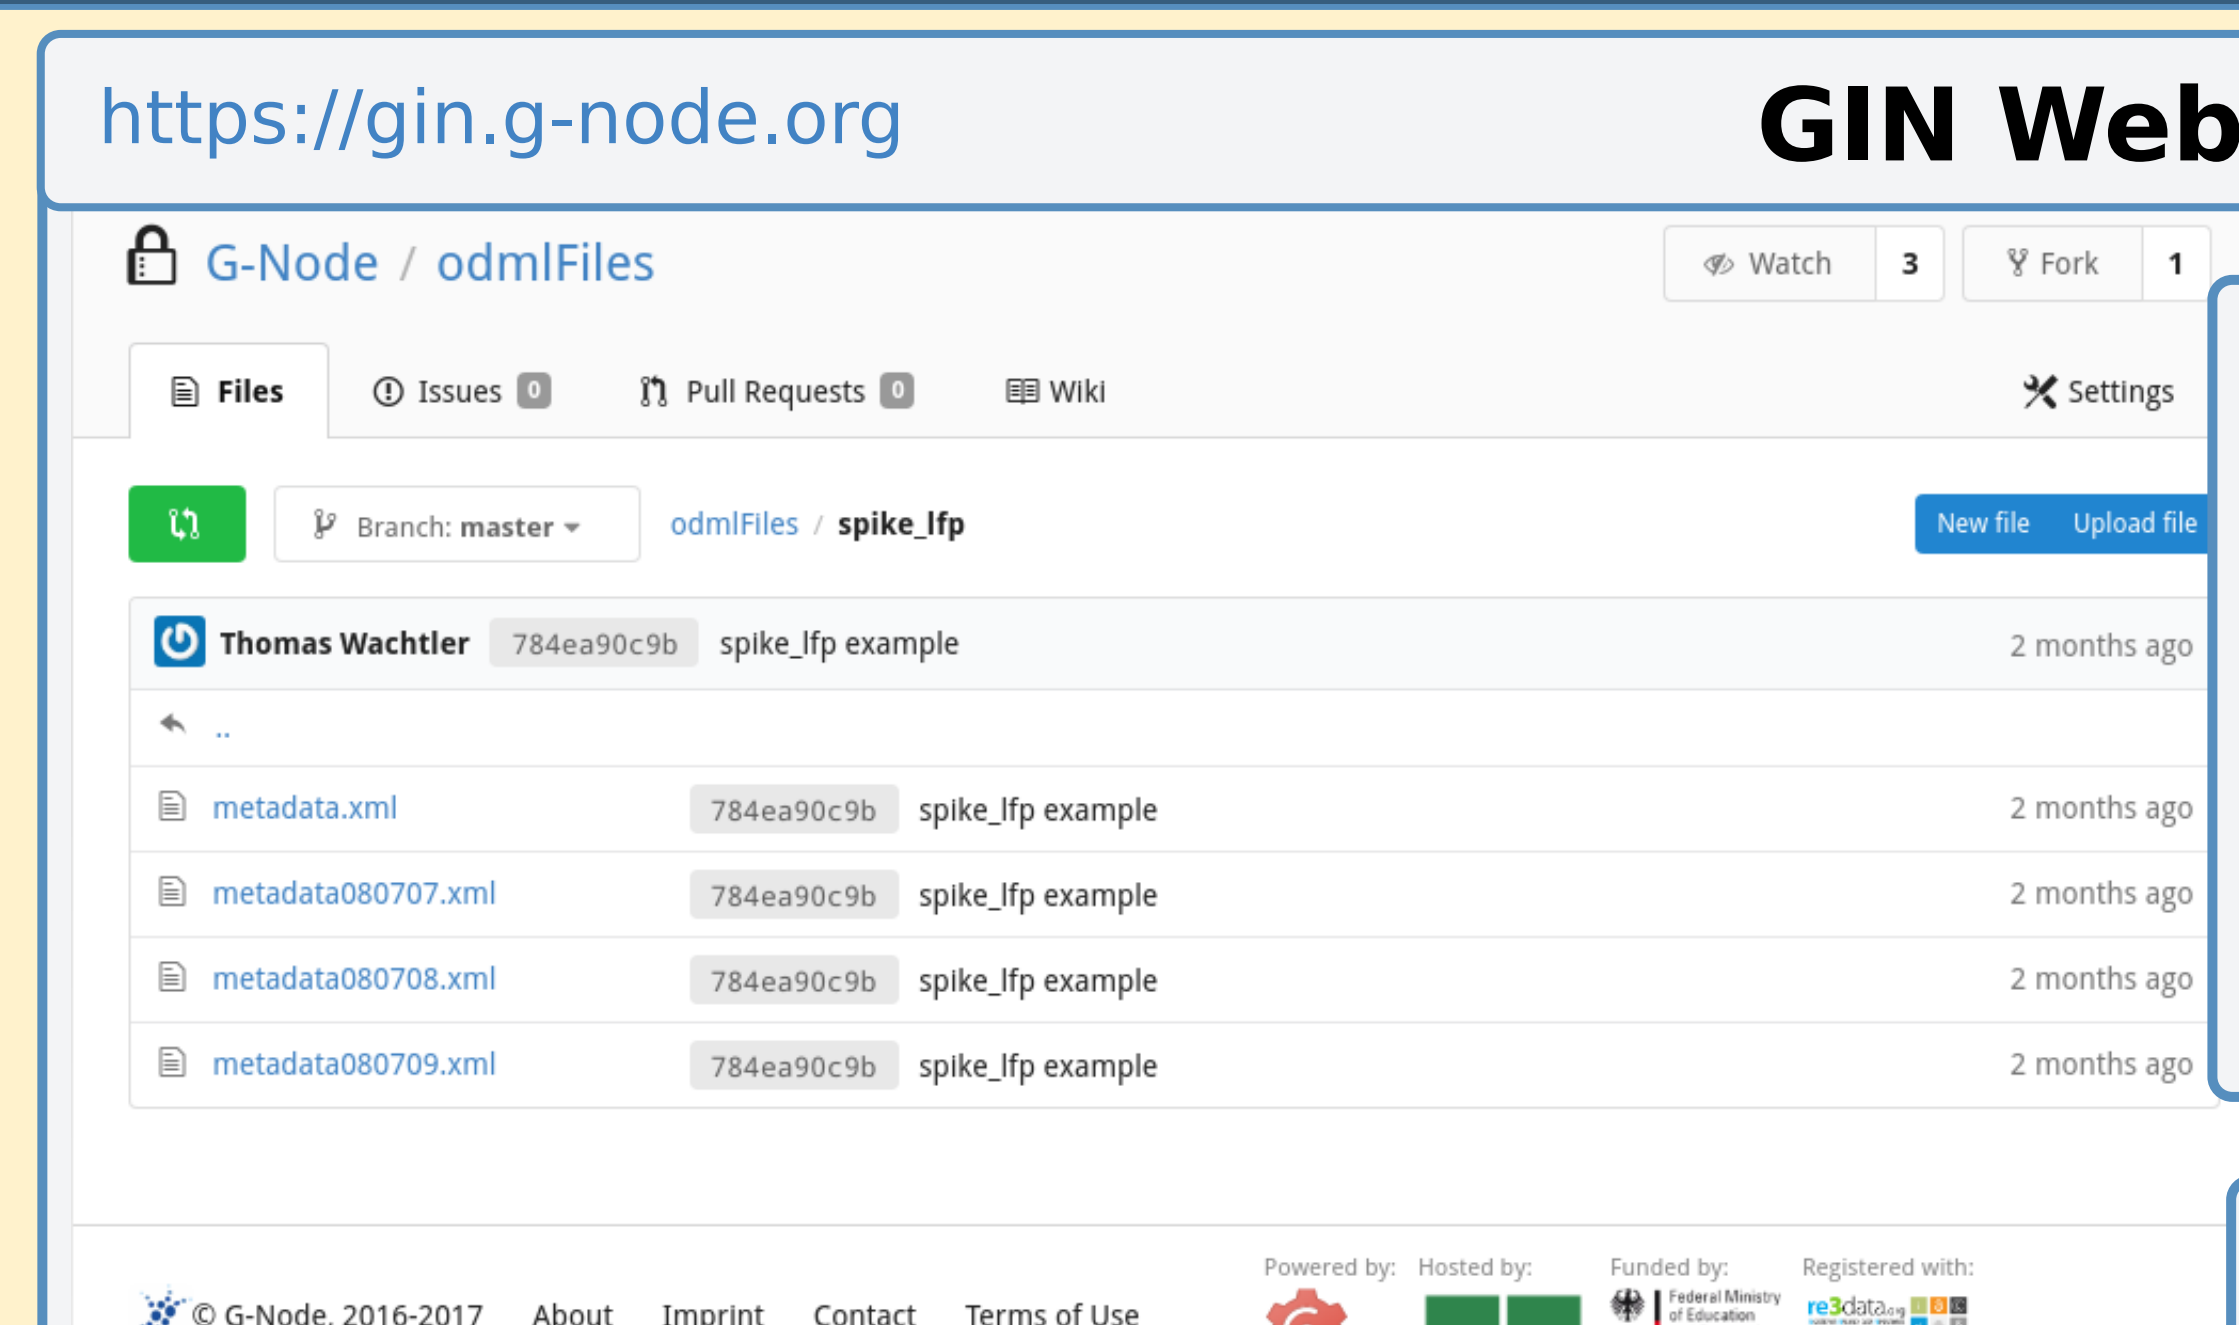 https://gin.g-node.org GIN Web
G-Node / odmlFiles Watch 3 Fork 1
Files Issues 0 Pull Requests 0 Wiki Settings
Branch: master odmlFiles / spike_lfp New file Upload file
Thomas Wachtler 784ea90c9b spike_lfp example 2 months ago
..
metadata.xml 784ea90c9b spike_lfp example 2 months ago
metadata080707.xml 784ea90c9b spike_lfp example 2 months ago
metadata080708.xml 784ea90c9b spike_lfp example 2 months ago
metadata080709.xml 784ea90c9b spike_lfp example 2 months ago
Powered by: Hosted by: Funded by: Registered with:
© G-Node, 2016-2017 About Imprint Contact Terms of Use
Federal Ministry
of Education
re3data.org